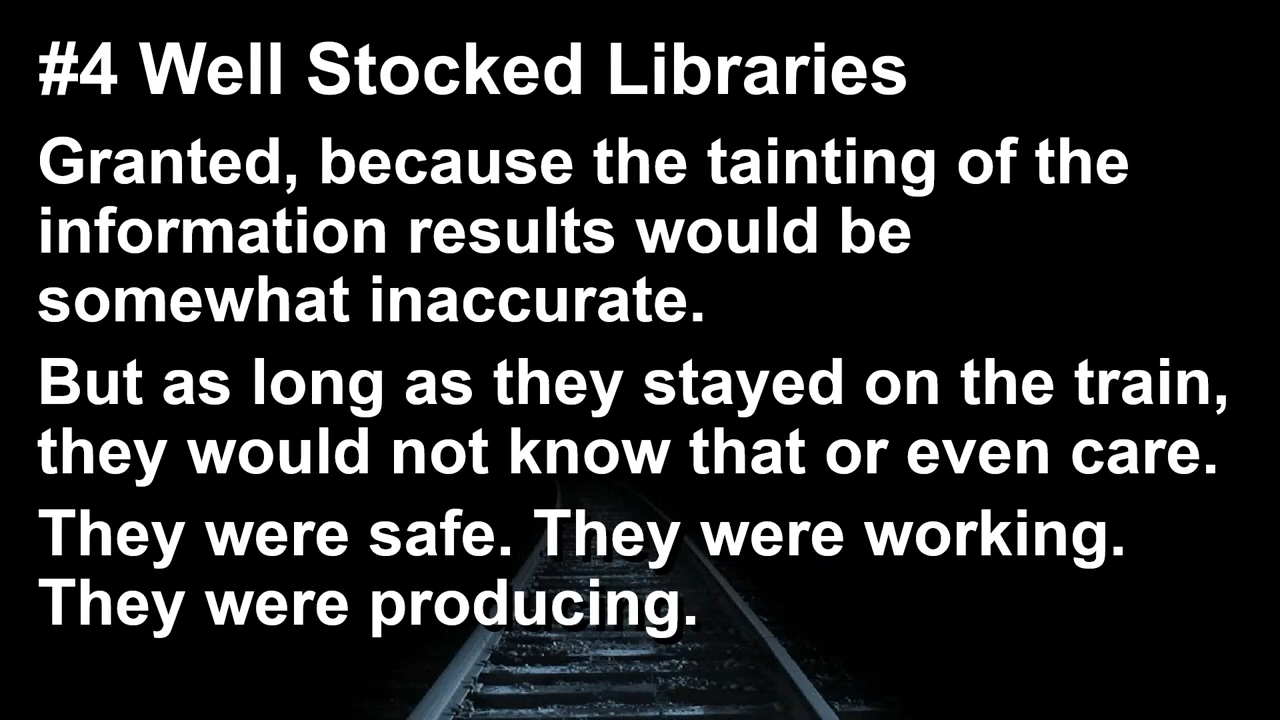 #4 Well Stocked Libraries
Granted, because the tainting of the
information results would be
somewhat inaccurate.
But as long as they stayed on the train,
they would not know that or even care.
They were safe. They were working.
They were producing.